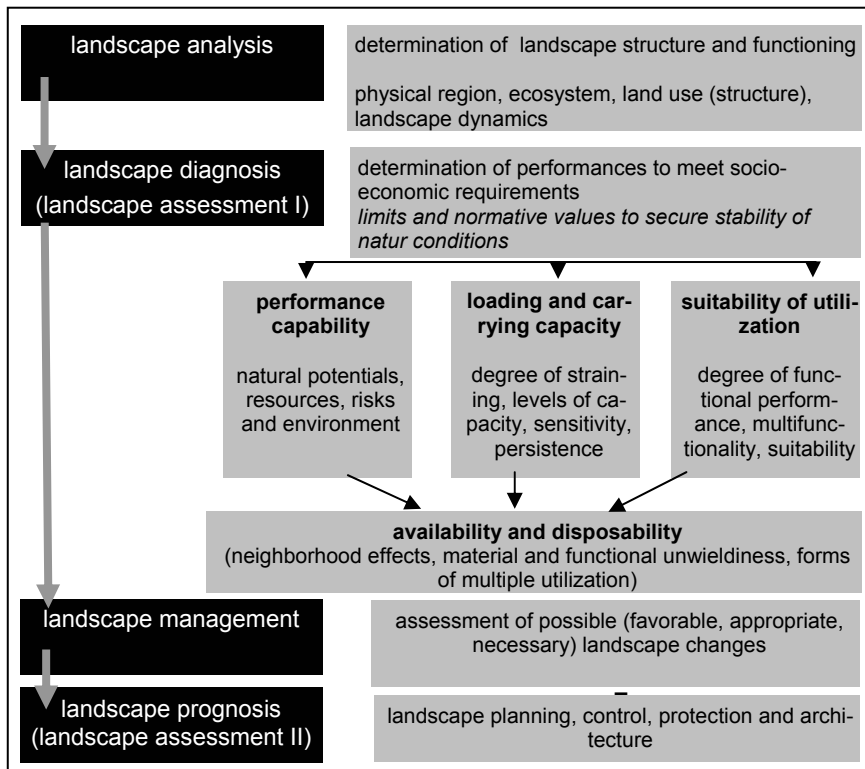 landscape analysis
determination of landscape structure and functioning
physical region, ecosystem, land use (structure),
landscape dynamics
landscape diagnosis
(landscape assessment I)
determination of performances to meet socio-
economic requirements
limits and normative values to secure stability of
natur conditions
performance
capability
natural potentials,
resources, risks
and environment
loading and car-
rying capacity
degree of strain-
ing, levels of ca-
pacity, sensitivity,
persistence
suitability of utili-
zation
degree of func-
tional perform-
ance, multifunc-
tionality, suitability
availability and disposability
(neighborhood effects, material and functional unwieldiness, forms
of multiple utilization)
landscape management
assessment of possible (favorable, appropriate,
necessary) landscape changes
landscape prognosis
(landscape assessment II)
landscape planning, control, protection and archi-
tecture